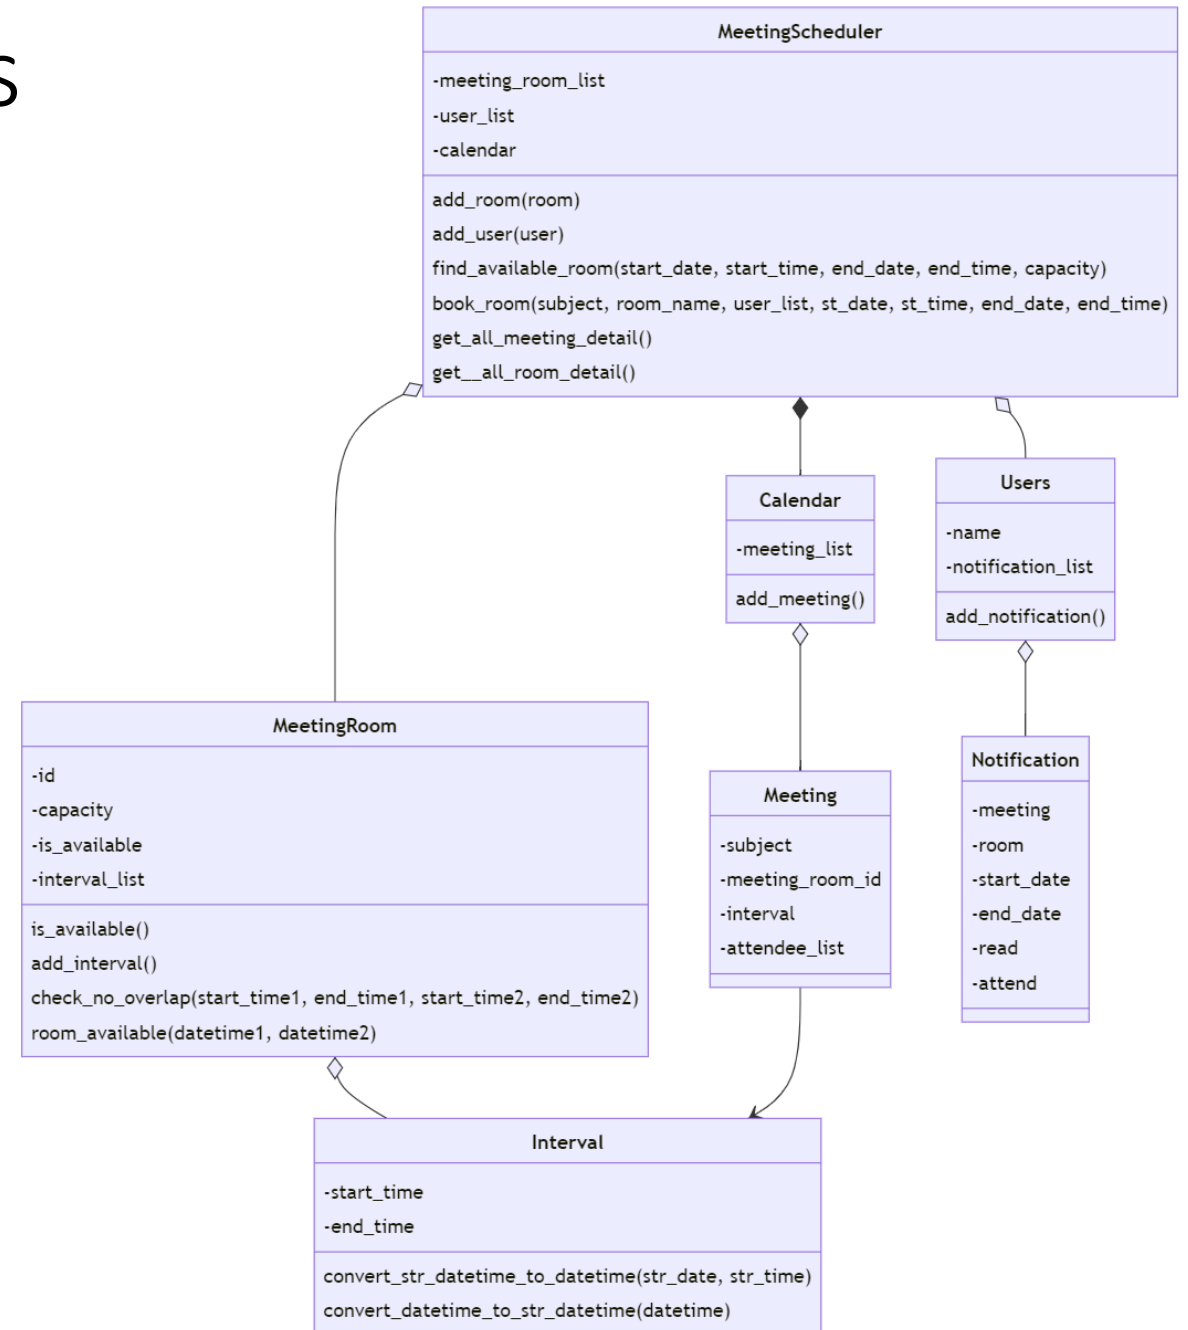 S
MeetingScheduler
-meeting_room_list
-user_list
-calendar
add_room(room)
add_user(user)
find_available_room(start_date, start_time, end_date, end_time, capacity)
book_room(subject, room_name, user_list, st_date, st_time, end_date, end_time)
get_all_meeting_detail()
get__all_room_detail()
Calendar
-meeting_list
add_meeting()
Users
-name
-notification_list
add_notification()
MeetingRoom
-id
-capacity
-is_available
-interval_list
is_available()
add_interval()
check_no_overlap(start_time1, end_time1, start_time2, end_time2)
room_available(datetime1, datetime2)
Meeting
-subject
-meeting_room_id
-interval
-attendee_list
Notification
-meeting
-room
-start_date
-end_date
-read
-attend
Interval
-start_time
-end_time
convert_str_datetime_to_datetime(str_date, str_time)
convert_datetime_to_str_datetime(datetime)